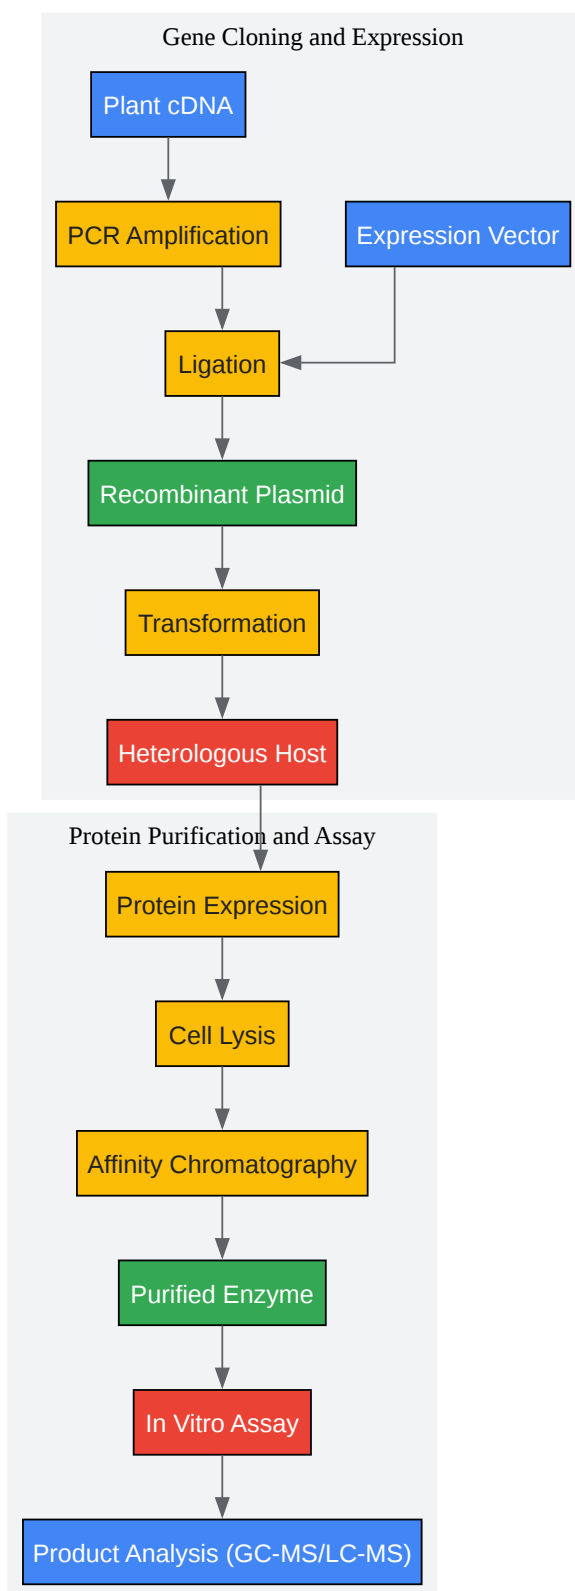 Gene Cloning and Expression
Plant cDNA
PCR Amplification
Expression Vector
Ligation
Recombinant Plasmid
Transformation
Heterologous Host
Protein Purification and Assay
Protein Expression
Cell Lysis
Affinity Chromatography
Purified Enzyme
In Vitro Assay
Product Analysis (GC-MS/LC-MS)